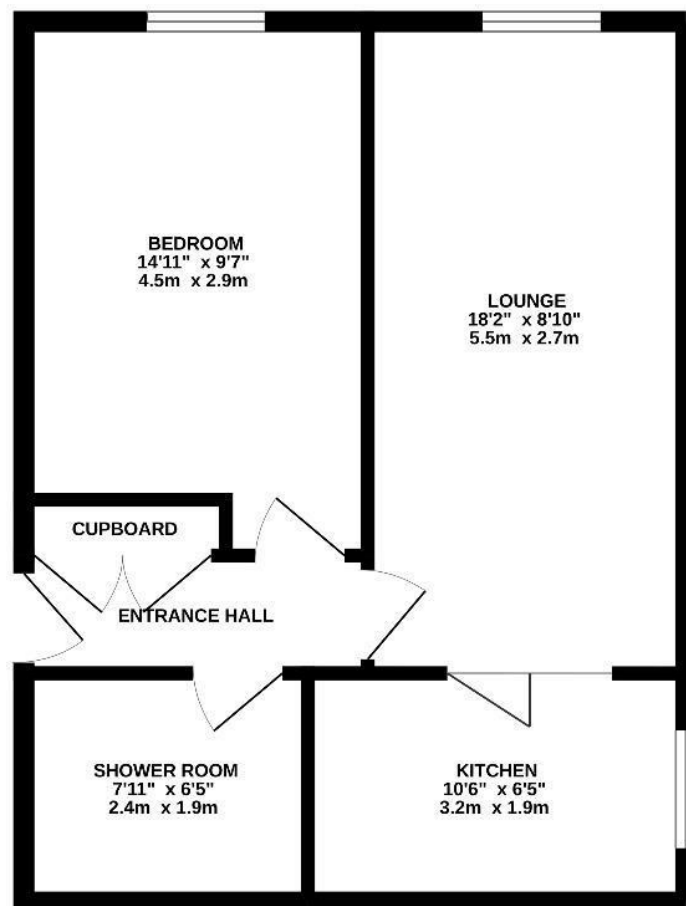 BEDROOM
14'11" x 9'7"
4.5m x 2.9m
LOUNGE
18'2" x 8'10"
5.5m x 2.7m
CUPBOARD
ENTRANCE HALL
SHOWER ROOM
7'11" x 6'5"
2.4m x 1.9m
KITCHEN
10'6" x 6'5"
3.2m x 1.9m